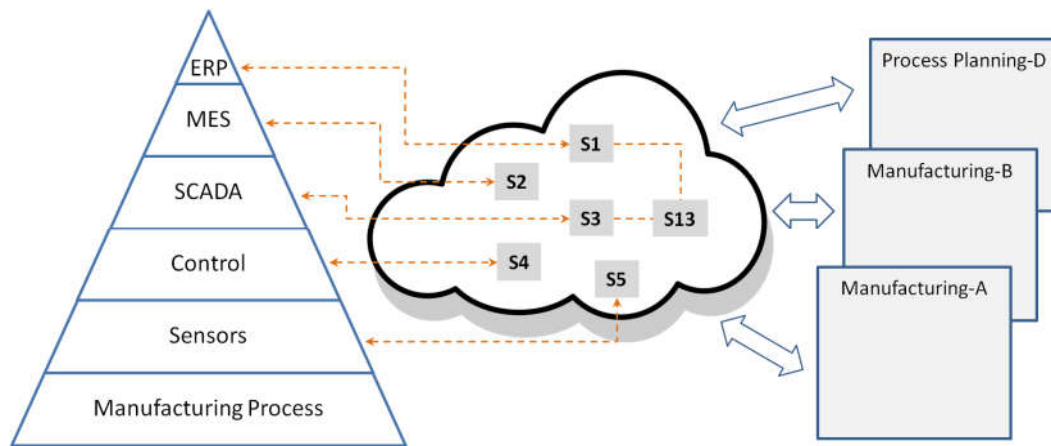 ERP
MES
SCADA
Control
Sensors
Manufacturing Process
S1
S2
S3
S13
S4
S5
Process Planning-D
Manufacturing-B
Manufacturing-A